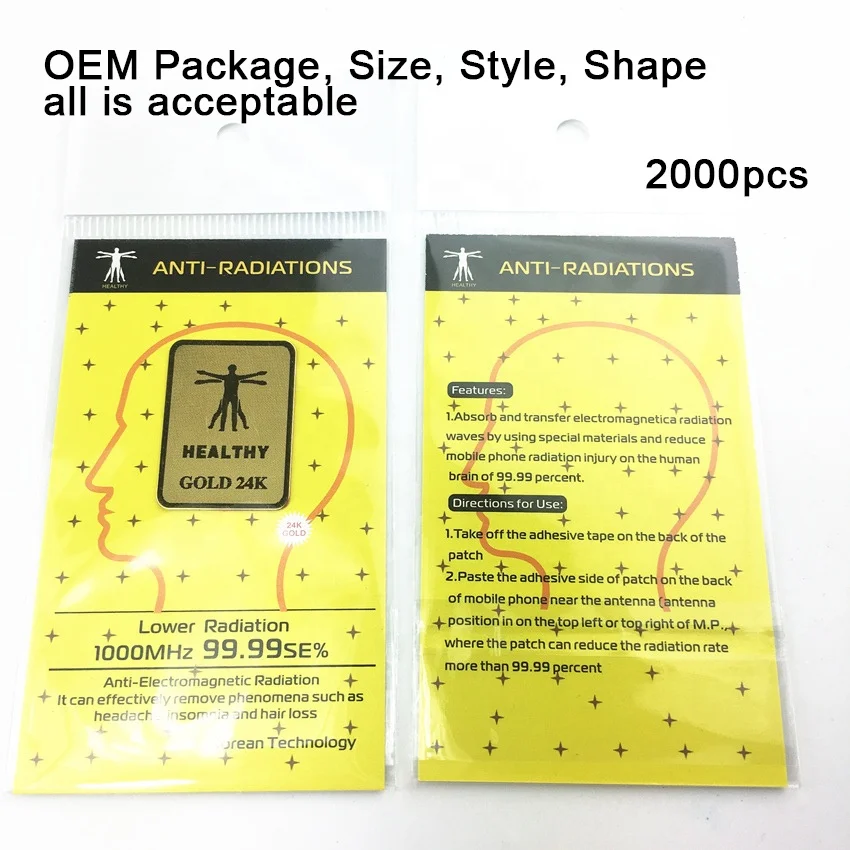 OEM Package, Size, Style, Shape
all is acceptable
2000pcs
HEALTHY
ANTI-RADIATIONS
HEALTHY
GOLD 24K
24K
GOLD
Lower Radiation
1000MHz 99.99SE%
Anti-Electromagnetic Radiation
It can effectively remove phenomena such as
insomnia and hair loss
Technology
HEALTHY
ANTI-RADIATIONS
Features:
1.Absorb and transfer electromagnetica radiation
waves by using special materials and reduce
mobile phone radiation injury on the human
brain of 99.99 percent.
Directions for Use:
1.Take off the adhesive tape on the back of the
patch
2.Paste the adhesive side of patch on the back
of mobile phone near the antenna (antenna
position in on the top left or top right of M.P.,
where the patch can reduce the radiation rate
more than 99.99 percent